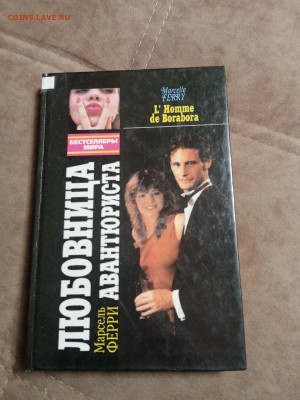 COINS.LAVE.RU
Marcelle
FERRY
L' Homme
de Borabora
БЕСТСЕЛЛЕРЫ
МИРА
ЛЮБОВНИЦА
АВАНТЮРИСТА
Марсель
ФЕРРИ